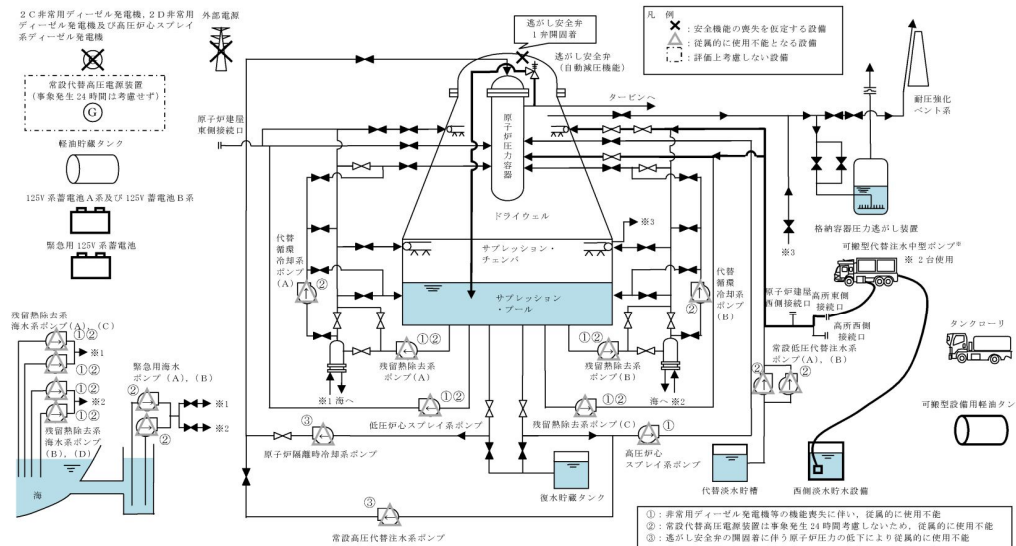 2C非常用ディーゼル発電機，2D非常用
ディーゼル発電機及び高圧炉心スプレイ
系ディーゼル発電機
外部電源
逃がし安全弁
1弁開固着
逃がし安全弁
(自動減圧機能)
凡 例
：安全機能の喪失を仮定する設備
：従属的に使用不能となる設備
：評価上考慮しない設備
常設代替高圧電源装置
(事象発生24時間は考慮せず)
G
軽油貯蔵タンク
125V系蓄電池A系及び125V蓄電池B系
緊急用125V系蓄電池
原子炉建屋
東側接続口
タービンへ
原子炉圧力容器
ドライウェル
※3
サプレッション・
チェンバ
サプレッション
・プール
代替
循環
冷却系
ポンプ
(A)
②
代替
循環
冷却系
ポンプ
(B)
②
耐圧強化
ベント系
格納容器圧力逃がし装置
※3
可搬型代替注水中型ポンプ※
※ 2台使用
原子炉建屋
西側接続口
高所東側
接続口
高所西側
接続口
常設低圧代替注水系
ポンプ(A)，(B)
②
②
タンクローリ
可搬型設備用軽油タン
残留熱除去系
海水系ポンプ(A)，(C)
①②
※1
①②
①②
※2
①②
残留熱除去系
海水系ポンプ
(B)，(D)
海
緊急用海水
ポンプ(A)，(B)
②
②
※1
※2
①②
残留熱除去系
ポンプ(A)
※1 海へ
①②
低圧炉心スプレイ系ポンプ
①②
残留熱除去系
ポンプ(B)
海へ ※2
①②
残留熱除去系ポンプ(C)
③
原子炉隔離時冷却系ポンプ
①
高圧炉心
スプレイ系ポンプ
復水貯蔵タンク
代替淡水貯槽
西側淡水貯水設備
③
常設高圧代替注水系ポンプ
①：非常用ディーゼル発電機等の機能喪失に伴い，従属的に使用不能
②：常設代替高圧電源装置は事象発生24時間考慮しないため，従属的に使用不能
③：逃がし安全弁の開固着に伴う原子炉圧力の低下により従属的に使用不能